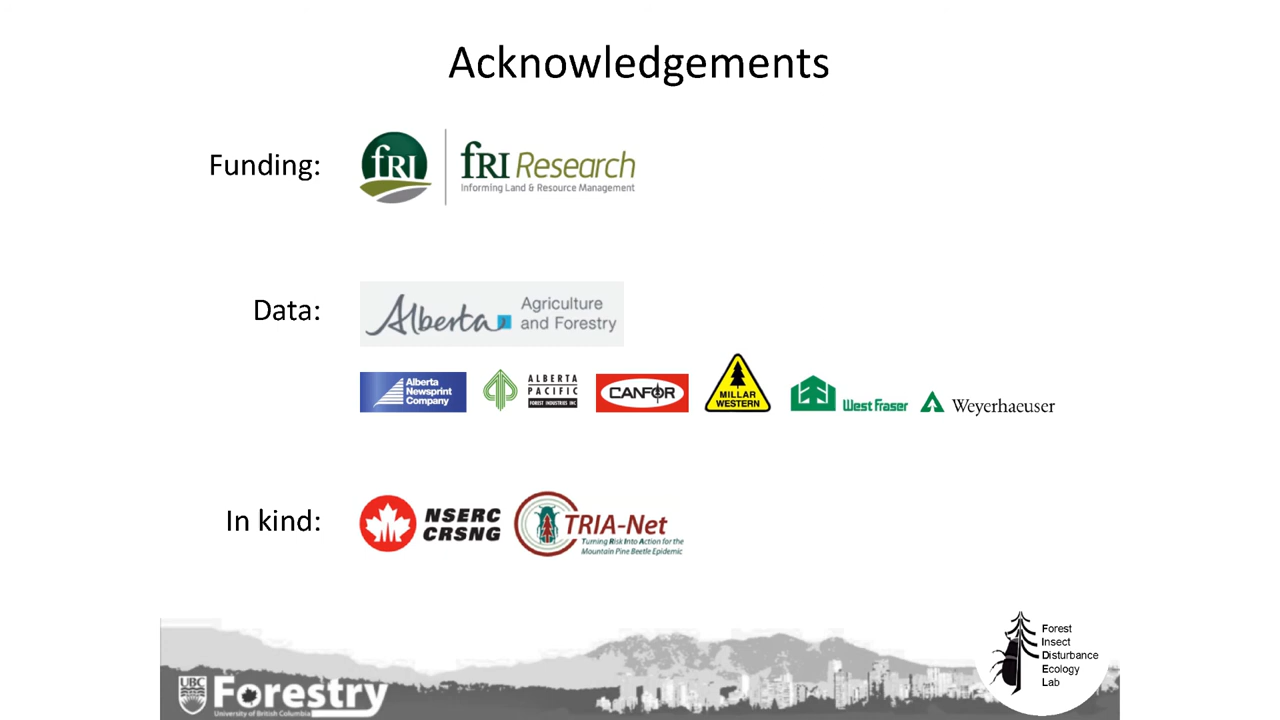 Acknowledgements
Funding:
fRI
fRI Research
Informing Land & Resource Management
Data:
Alberta
Agriculture
and Forestry
Alberta
Newsprint
Company
ALBERTA
PACIFIC
FOREST INDUSTRIES INC
CANFOR
MILLAR
WESTERN
West Fraser
Weyerhaeuser
In kind:
NSERC
CRSNG
TRIA-Net
Turning Risk Into Action for the
Mountain Pine Beetle Epidemic
UBC
Forestry
University of British Columbia
Forest
Insect
Disturbance
Ecology
Lab